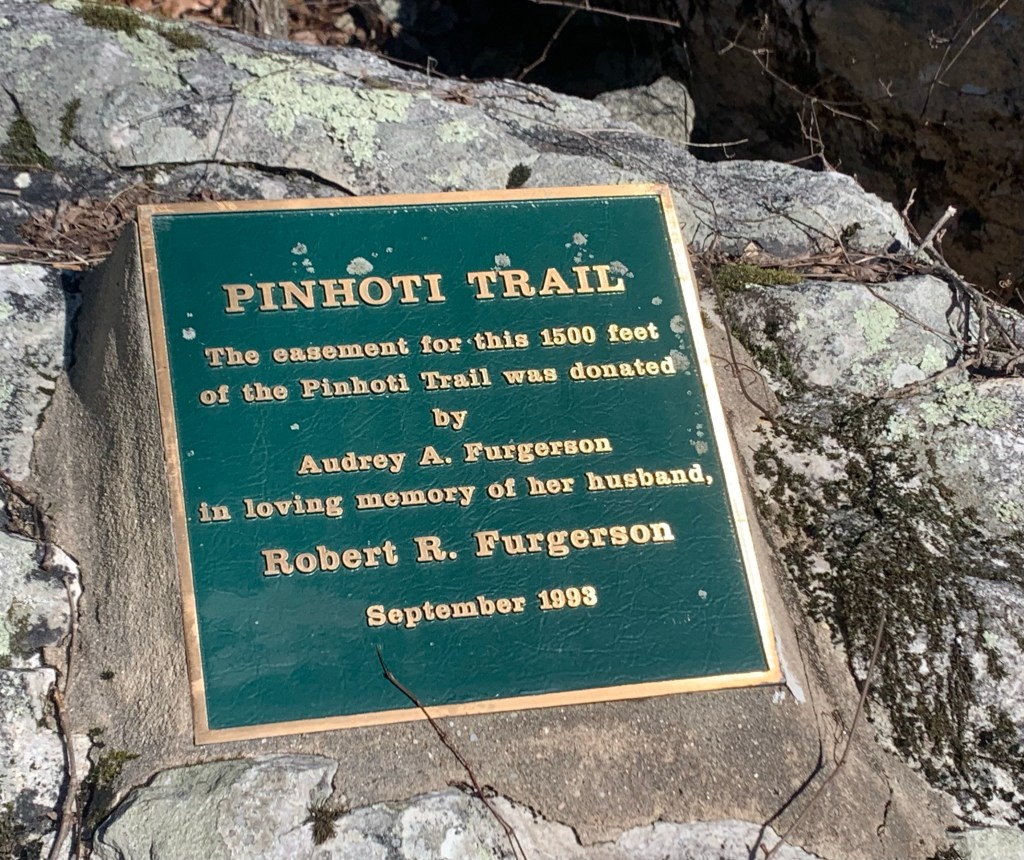 PINHOTI TRAIL
The easement for this 1500 feet
of the Pinhoti Trail was donated
by
Audrey A. Furgerson
in loving memory of her husband,
Robert R. Furgerson
September 1993